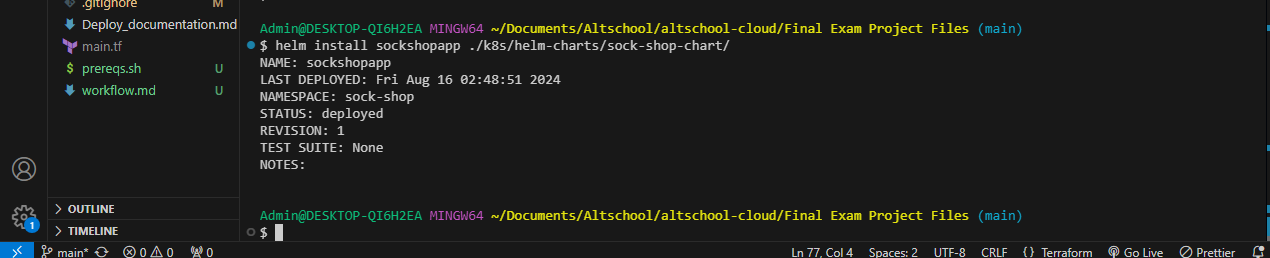 .gitignore M
Deploy_documentation.md
main.tf
$ prereqs.sh U
workflow.md U
OUTLINE
TIMELINE
1
Admin@DESKTOP-QI6H2EA MINGW64 ~/Documents/Altschool/altschool-cloud/Final Exam Project Files (main)
$ helm install sockshopapp ./k8s/helm-charts/sock-shop-chart/
NAME: sockshopapp
LAST DEPLOYED: Fri Aug 16 02:48:51 2024
NAMESPACE: sock-shop
STATUS: deployed
REVISION: 1
TEST SUITE: None
NOTES:
Admin@DESKTOP-QI6H2EA MINGW64 ~/Documents/Altschool/altschool-cloud/Final Exam Project Files (main)
$
main* 0 0 0 Ln 77, Col 4 Spaces: 2 UTF-8 CRLF {} Terraform Go Live Prettier